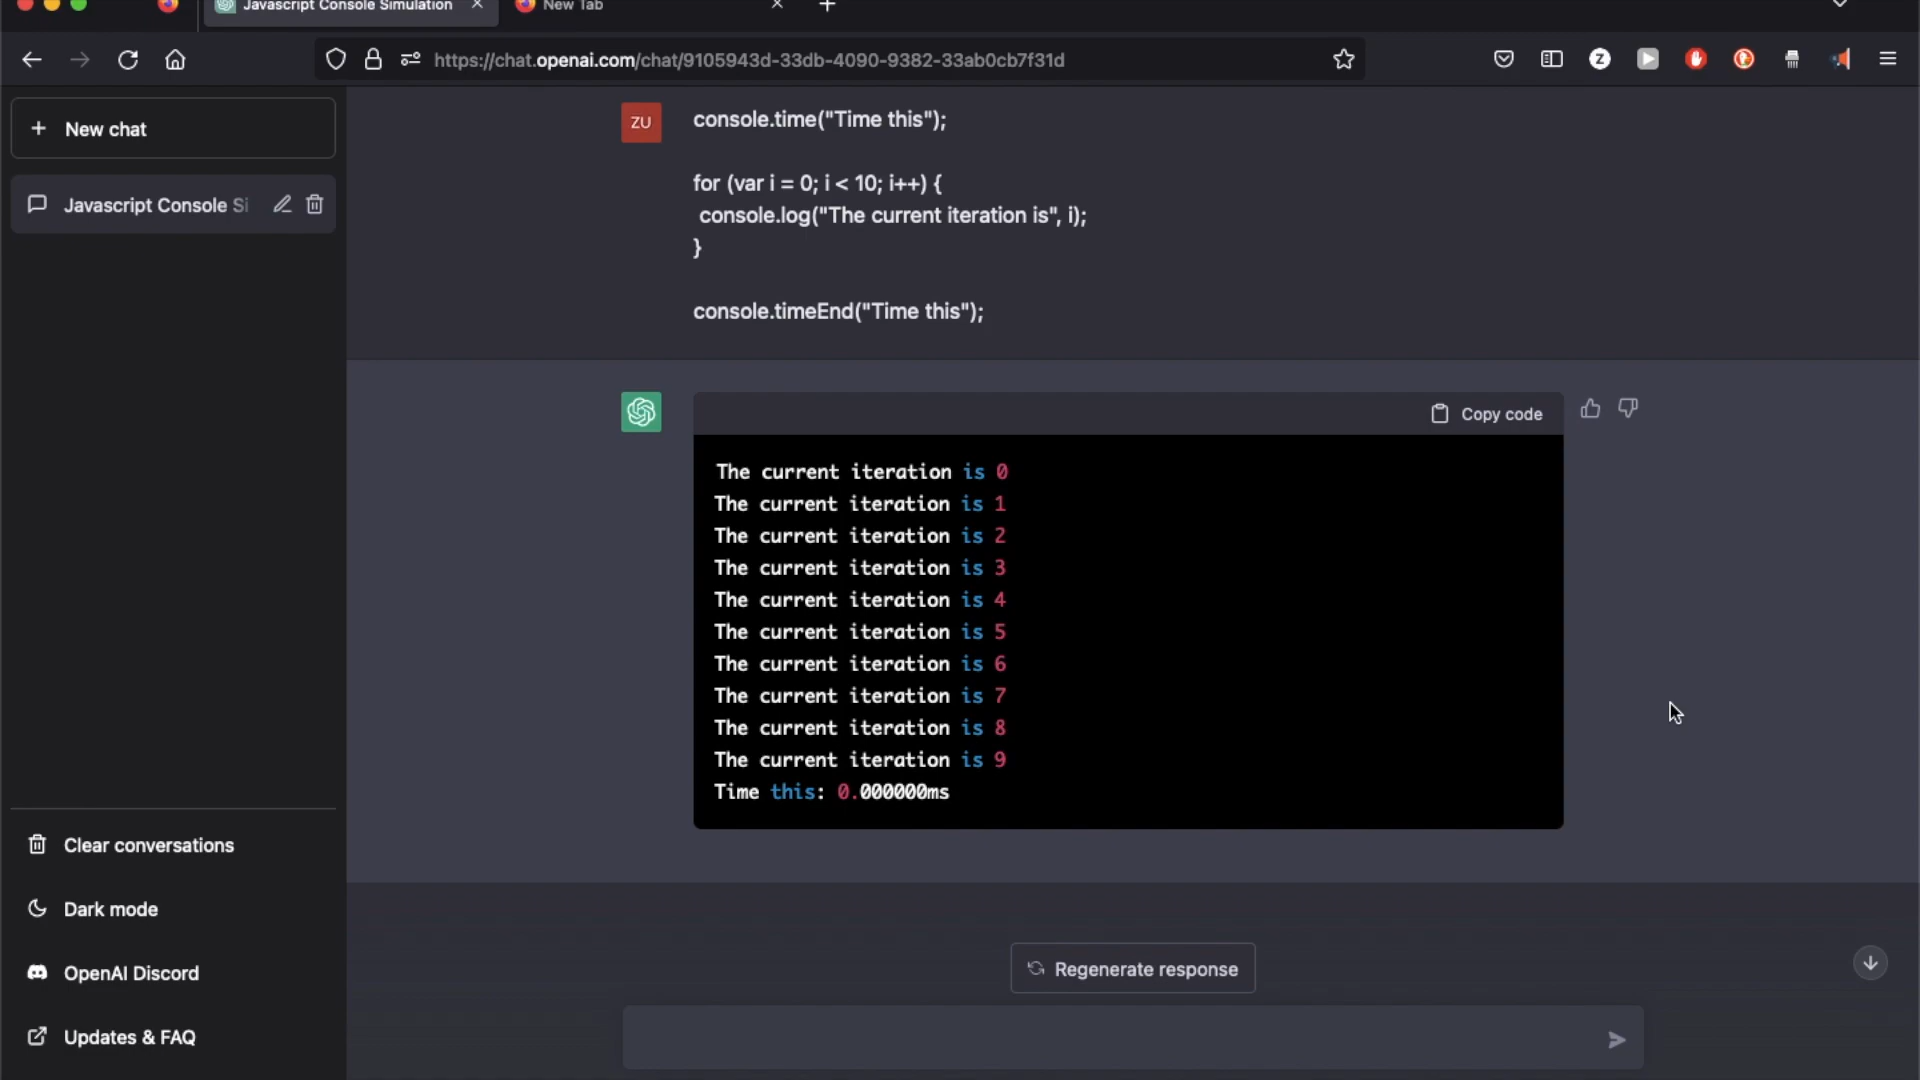 Javascript Console Simulation
New Tab
https://chat.openai.com/chat/9105943d-33db-4090-9382-33ab0cb7f31d
Z
New chat
Javascript Console Si
Clear conversations
Dark mode
OpenAI Discord
Updates & FAQ
ZU
console.time("Time this");
for (var i = 0; i < 10; i++) {
console.log("The current iteration is", i);
}
console.timeEnd("Time this");
Copy code
The current iteration is 0
The current iteration is 1
The current iteration is 2
The current iteration is 3
The current iteration is 4
The current iteration is 5
The current iteration is 6
The current iteration is 7
The current iteration is 8
The current iteration is 9
Time this: 0.000000ms
Regenerate response